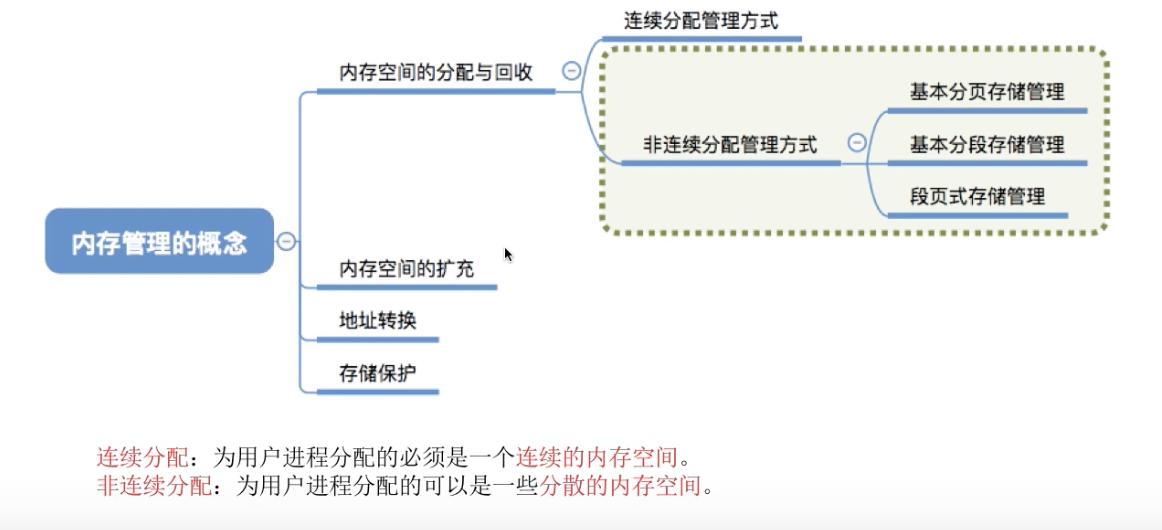 连续分配管理方式
内存空间的分配与回收
基本分页存储管理
非连续分配管理方式
基本分段存储管理
段页式存储管理
内存管理的概念
内存空间的扩充
地址转换
存储保护
连续分配：为用户进程分配的必须是一个连续的内存空间。
非连续分配：为用户进程分配的可以是一些分散的内存空间。